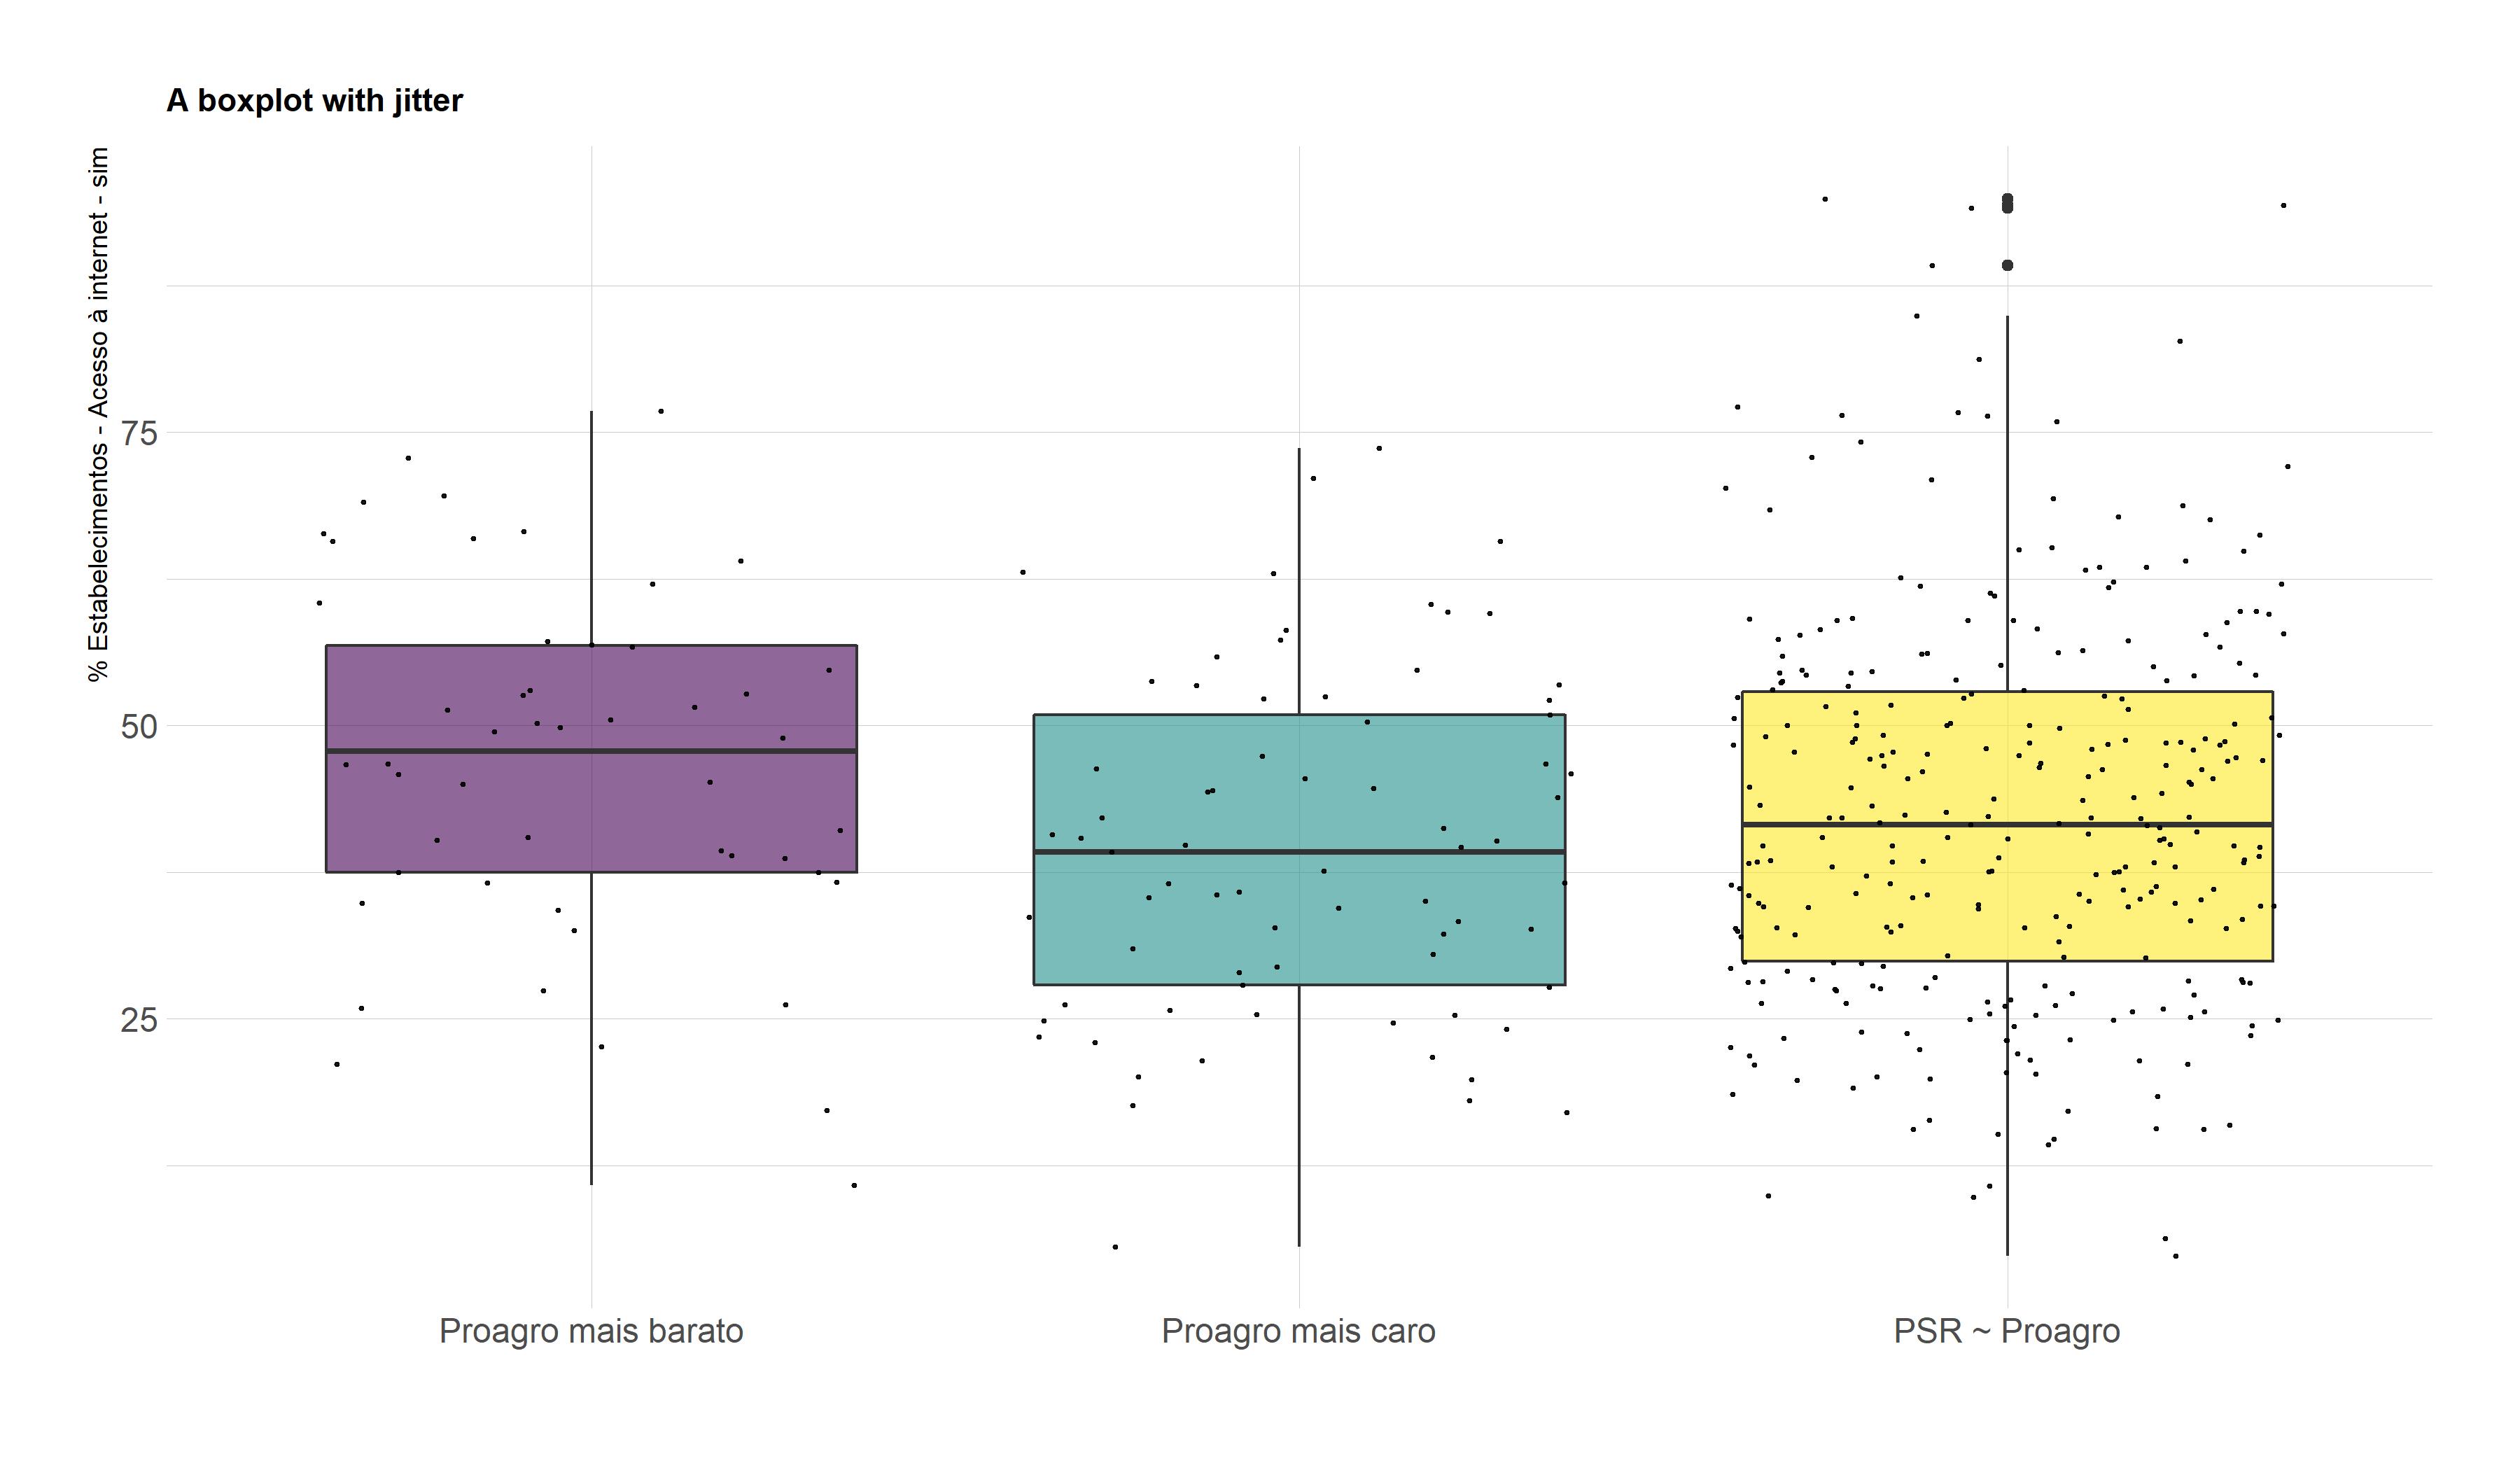 A boxplot with jitter
% Estabelecimentos - Acesso à internet - sim
75
50
25
Proagro mais barato
Proagro mais caro
PSR ~ Proagro